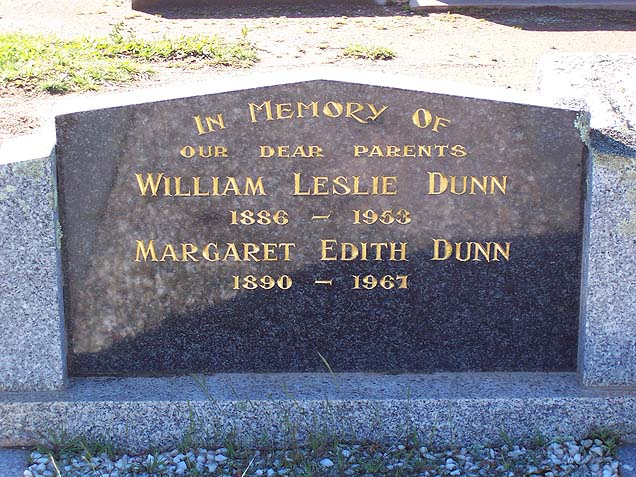 In Memory Of
OUR DEAR PARENTS
William Leslie Dunn
1886 – 1953
Margaret Edith Dunn
1890 – 1967